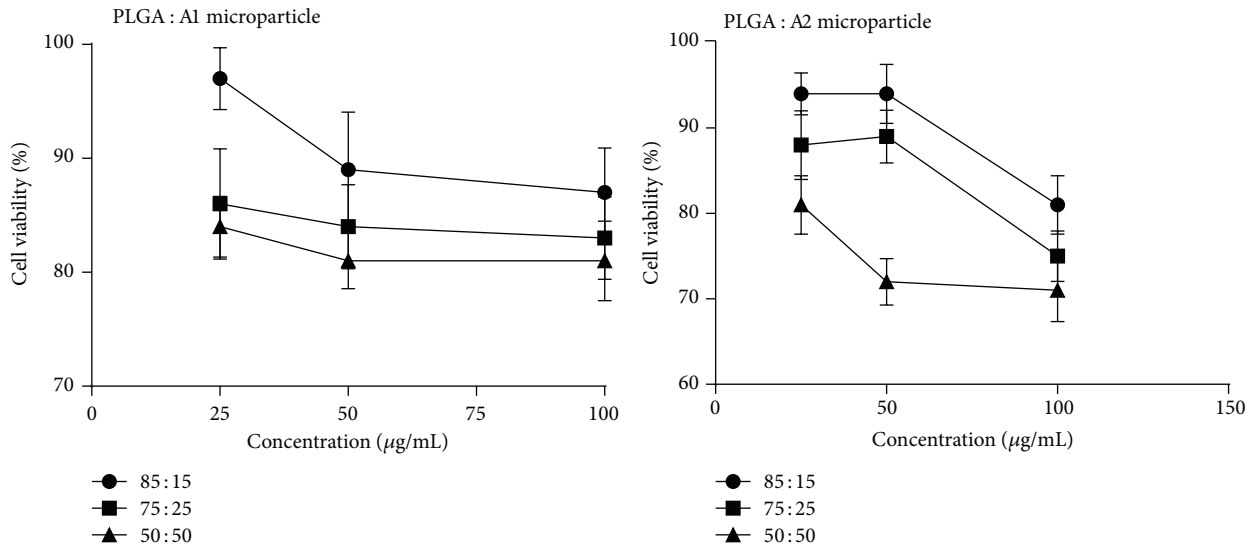 PLGA : A1 microparticle
100
90
80
70
Cell viability (%)
0
25
50
75
100
Concentration (μg/mL)
85 : 15
75 : 25
50 : 50
PLGA : A2 microparticle
100
90
80
70
60
Cell viability (%)
0
50
100
150
Concentration (μg/mL)
85 : 15
75 : 25
50 : 50